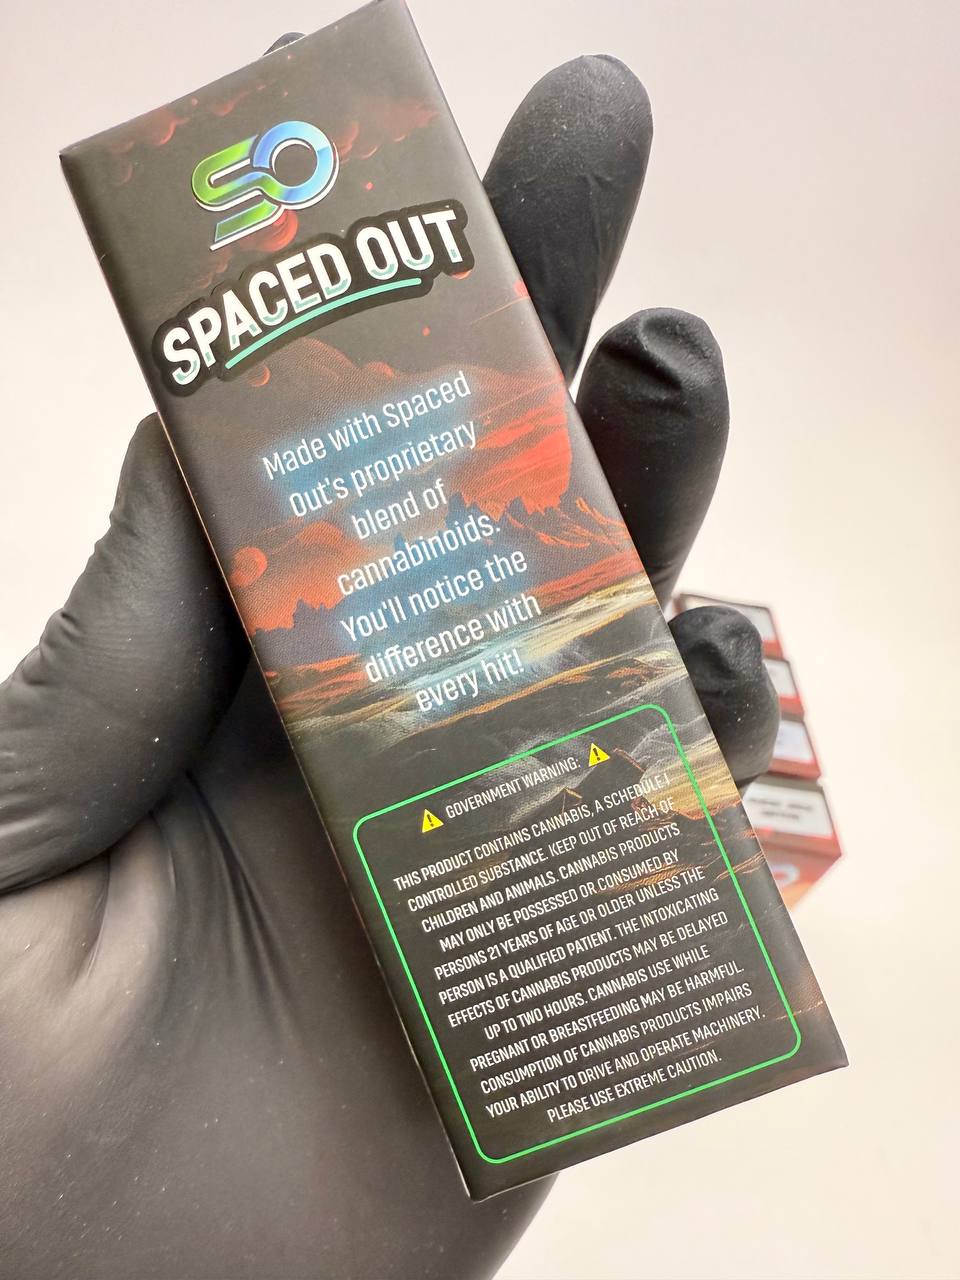 SO
SPACED OUT
Made with Spaced
Out's proprietary
blend of
cannabinoids.
You'll notice the
difference with
every hit!
GOVERNMENT WARNING:
THIS PRODUCT CONTAINS CANNABIS, A SCHEDULE I
CONTROLLED SUBSTANCE. KEEP OUT OF REACH OF
CHILDREN AND ANIMALS. CANNABIS PRODUCTS
MAY ONLY BE POSSESSED OR CONSUMED BY
PERSONS 21 YEARS OF AGE OR OLDER UNLESS THE
PERSON IS A QUALIFIED PATIENT. THE INTOXICATING
EFFECTS OF CANNABIS PRODUCTS MAY BE DELAYED
UP TO TWO HOURS. CANNABIS USE WHILE
PREGNANT OR BREASTFEEDING MAY BE HARMFUL.
CONSUMPTION OF CANNABIS PRODUCTS IMPAIRS
YOUR ABILITY TO DRIVE AND OPERATE MACHINERY.
PLEASE USE EXTREME CAUTION.